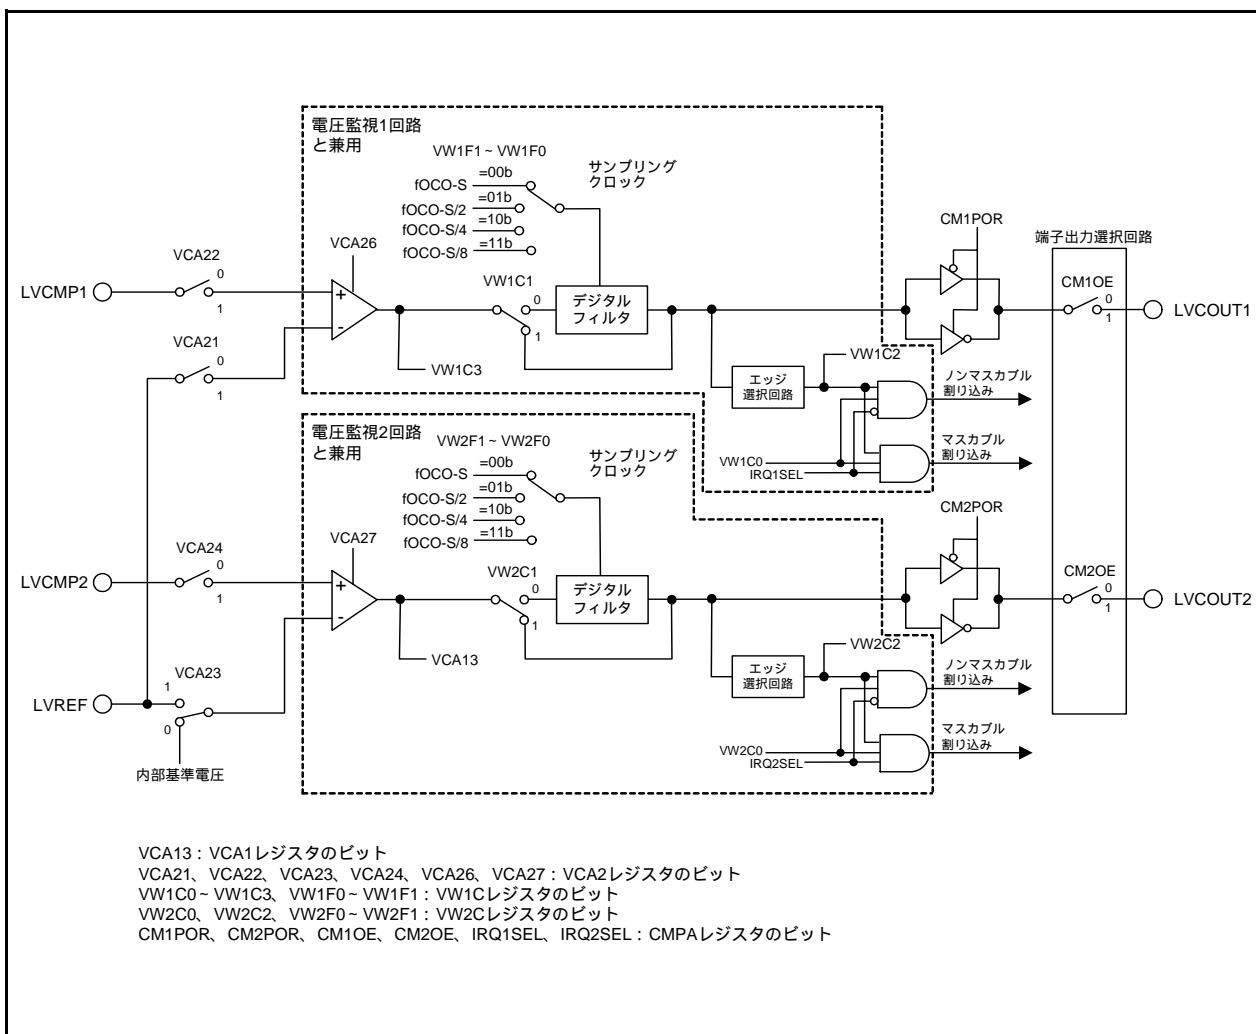 電圧監視1回路
と兼用
VW1F1～VW1F0
サンプリング
クロック
fOCO-S
=00b
fOCO-S/2
=01b
fOCO-S/4
=10b
fOCO-S/8
=11b
VCA22
0
1
LVCMP1
VCA26
+
-
VCA21
0
1
VW1C3
VW1C1
0
1
デジタル
フィルタ
CM1POR
端子出力選択回路
CM1OE
0
1
LVCOUT1
エッジ
選択回路
VW1C2
ノンマスカブル
割り込み
VW1C0
IRQ1SEL
マスカブル
割り込み
電圧監視2回路
と兼用
VW2F1～VW2F0
サンプリング
クロック
fOCO-S
=00b
fOCO-S/2
=01b
fOCO-S/4
=10b
fOCO-S/8
=11b
VCA24
0
1
LVCMP2
VCA27
+
-
VCA23
1
0
LVREF
内部基準電圧
VCA13
VW2C1
0
1
デジタル
フィルタ
CM2POR
CM2OE
0
1
LVCOUT2
エッジ
選択回路
VW2C2
ノンマスカブル
割り込み
VW2C0
IRQ2SEL
マスカブル
割り込み
VCA13：VCA1レジスタのビット
VCA21、VCA22、VCA23、VCA24、VCA26、VCA27：VCA2レジスタのビット
VW1C0～VW1C3、VW1F0～VW1F1：VW1Cレジスタのビット
VW2C0、VW2C2、VW2F0～VW2F1：VW2Cレジスタのビット
CM1POR、CM2POR、CM1OE、CM2OE、IRQ1SEL、IRQ2SEL：CMPAレジスタのビット